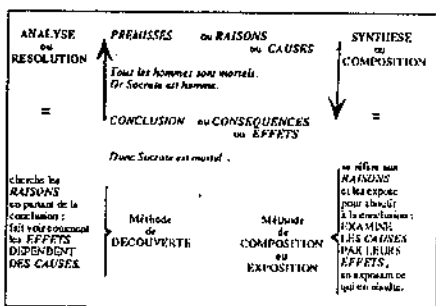 ANALYSE
ou
RESOLUTION
=
cherche les
RAISONS
en partant de la
conclusion ;
fait voir comment
les EFFETS
DEPENDENT
DES CAUSES.
PREMISSES ou RAISONS
ou CAUSES
Tous les hommes sont mortels.
Or Socrate est homme.
CONCLUSION ou CONSEQUENCES
ou EFFETS
Donc Socrate est mortel .
Méthode
de
DECOUVERTE
Méthode
de
COMPOSITION
ou
EXPOSITION
SYNTHESE
ou
COMPOSITION
=
se réfère aux
RAISONS
et les expose
pour aboutir
à la conclusion ;
EXAMINE
LES CAUSES
PAR LEURS
EFFETS,
en exposant ce
qui en résulte.